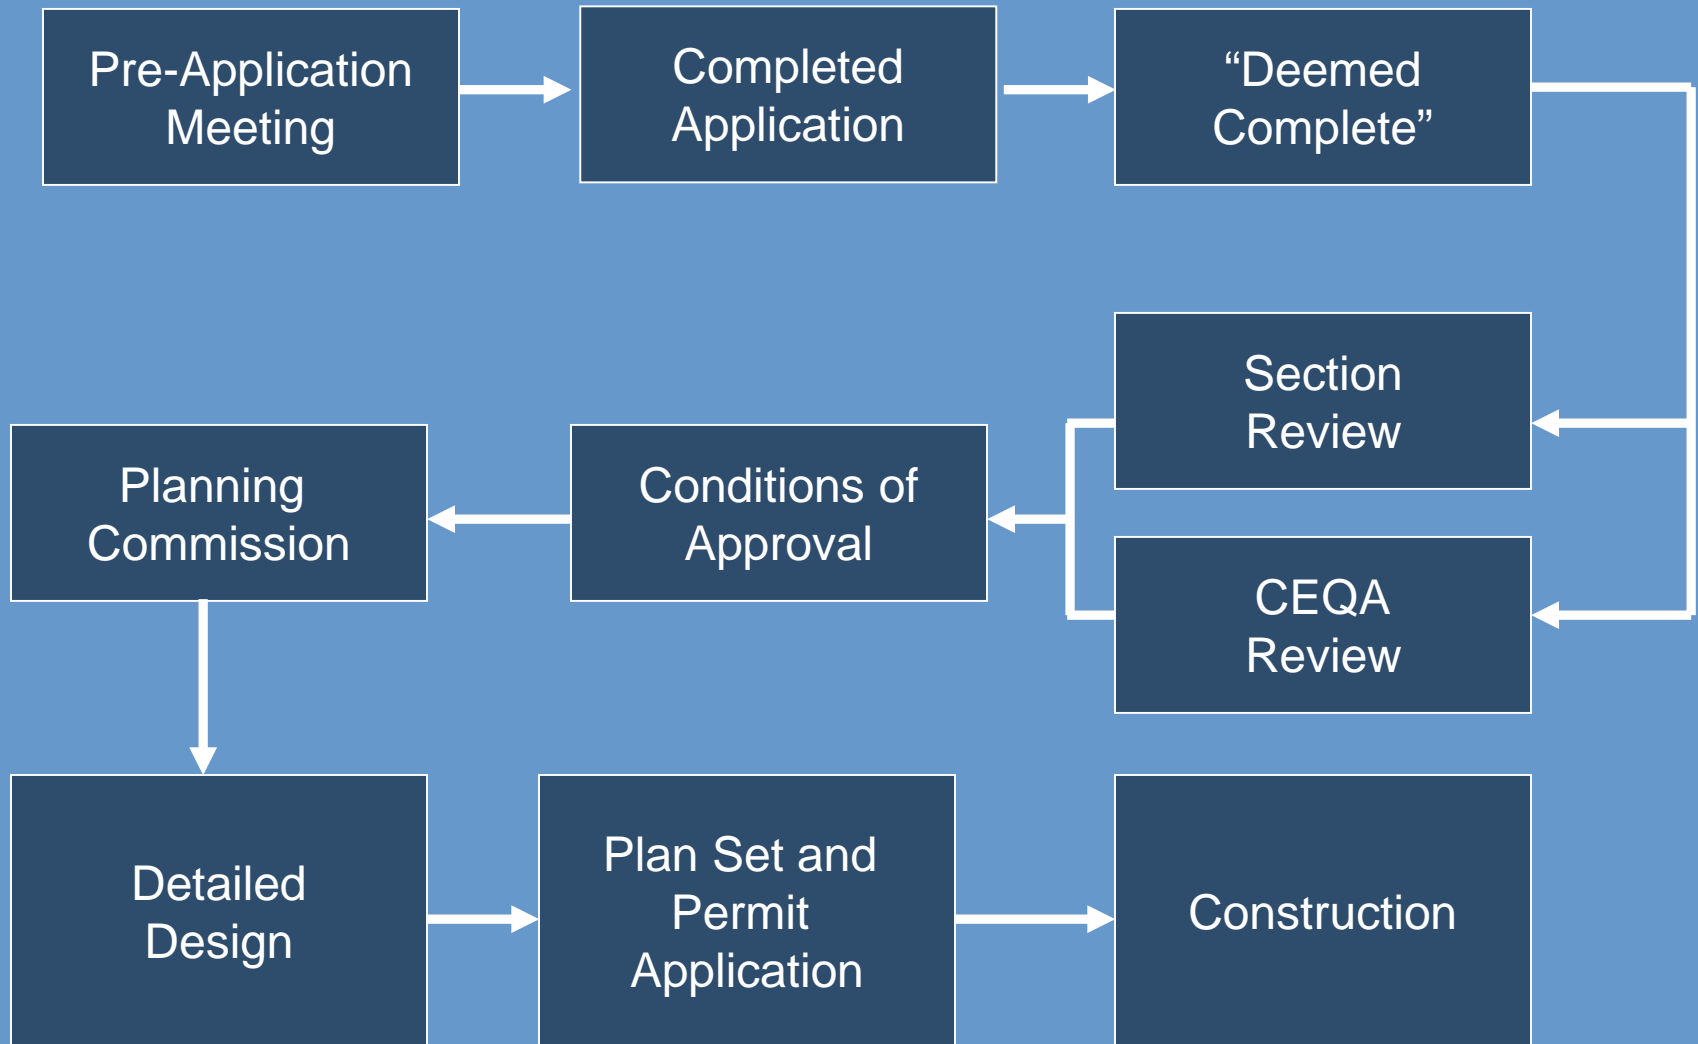 Pre-Application
Meeting
Completed
Application
“Deemed
Complete”
Section
Review
CEQA
Review
Conditions of
Approval
Planning
Commission
Detailed
Design
Plan Set and
Permit
Application
Construction